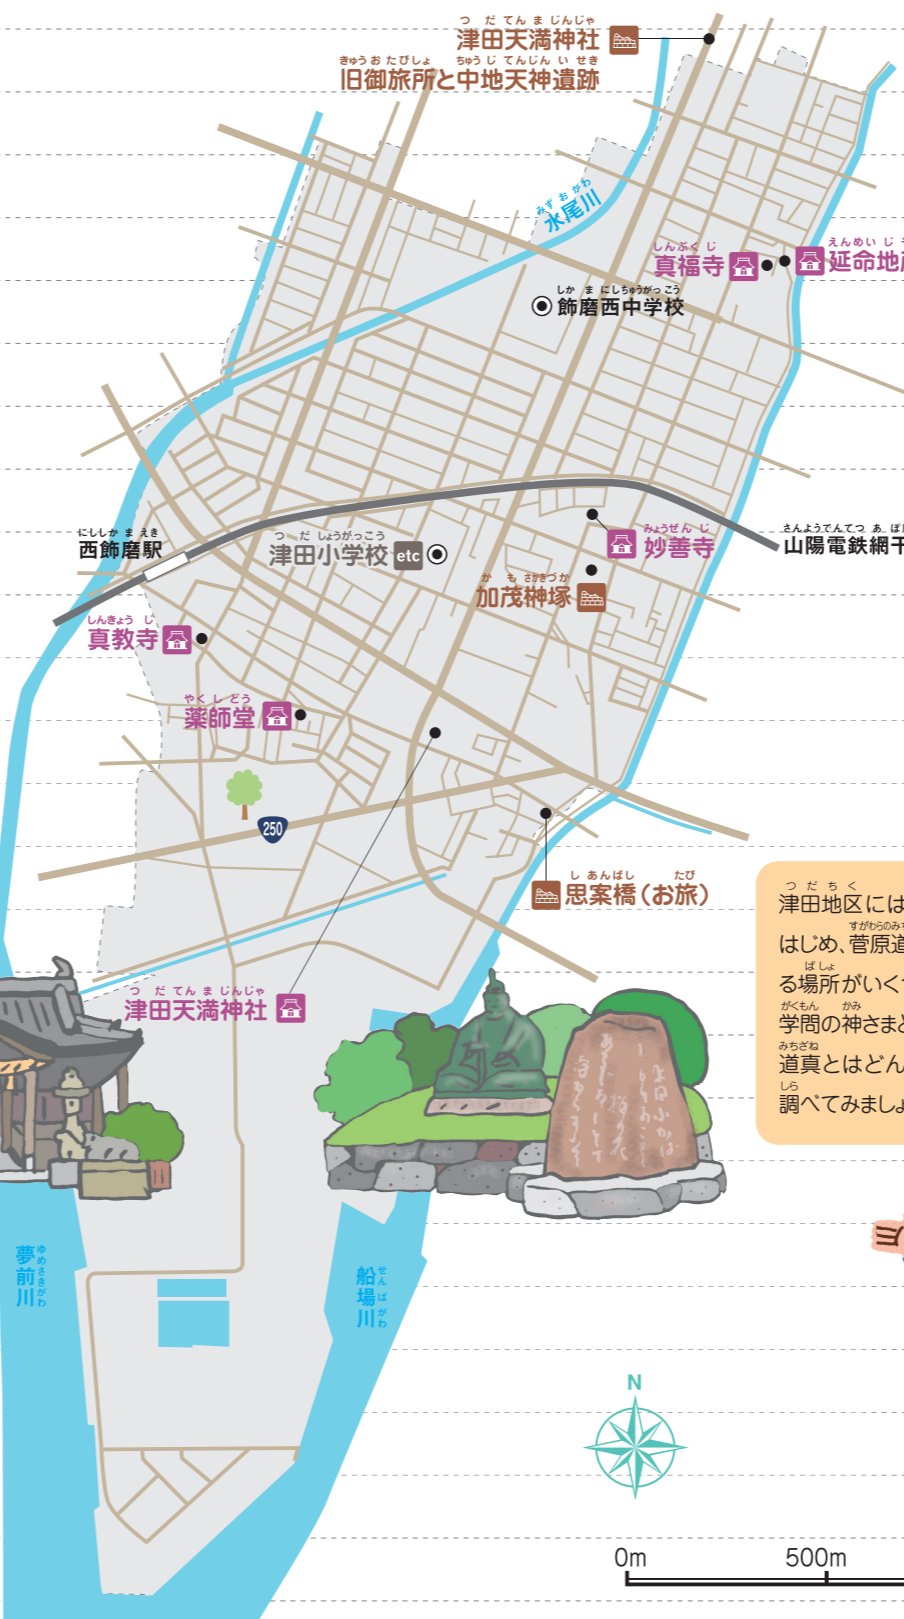 つだてんまじんじゃ
津田天満神社
きゅうおたびしょ ちゅうじてんじんいせき
旧御旅所と中地天神遺跡
みずおがわ
水尾川
しんぷくじ
真福寺
えんめいじ
延命地
しかまにしちゅうがっこう
飾磨西中学校
にししかまえき
西飾磨駅
つだしょうがっこう
津田小学校 etc
みょうぜんじ
妙善寺
さんようでんてつあぼ
山陽電鉄網干
かもさかきづか
加茂榊塚
しんきょうじ
真教寺
やくしどう
薬師堂
250
しあんばし たび
思案橋（お旅）
つだてんまじんじゃ
津田天満神社
つだちく
津田地区には
すがわらのみち
はじめ、菅原道
ばしょ
る場所がいく
がくもん かみ
学問の神さまと
みちざね
道真とはどん
しら
調べてみましょ
ゆめさきがわ
夢前川
せんばがわ
船場川
N
0m 500m